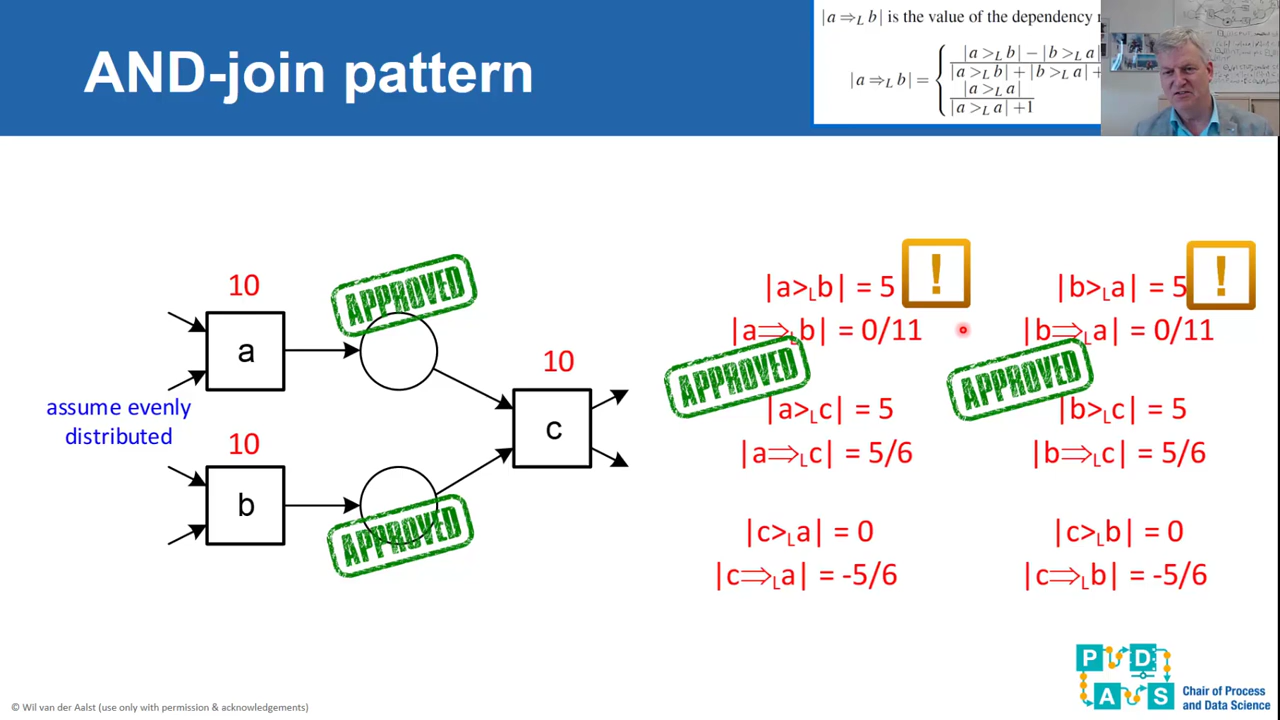 AND-join pattern
|a ⇒L b| is the value of the dependency
|a ⇒L b| =
|a >L b| − |b >L a|
|a >L b| + |b >L a| +
|a >L a|
|a >L a| +1
10
APPROVED
a
10
c
assume evenly
distributed
10
b
APPROVED
|a>Lb| = 5
!
|a⇒Lb| = 0/11
APPROVED
|a>Lc| = 5
|a⇒Lc| = 5/6
|c>La| = 0
|c⇒La| = -5/6
|b>La| = 5
!
|b⇒La| = 0/11
APPROVED
|b>Lc| = 5
|b⇒Lc| = 5/6
|c>Lb| = 0
|c⇒Lb| = -5/6
P D
A S
Chair of Process
and Data Science
© Wil van der Aalst (use only with permission & acknowledgements)